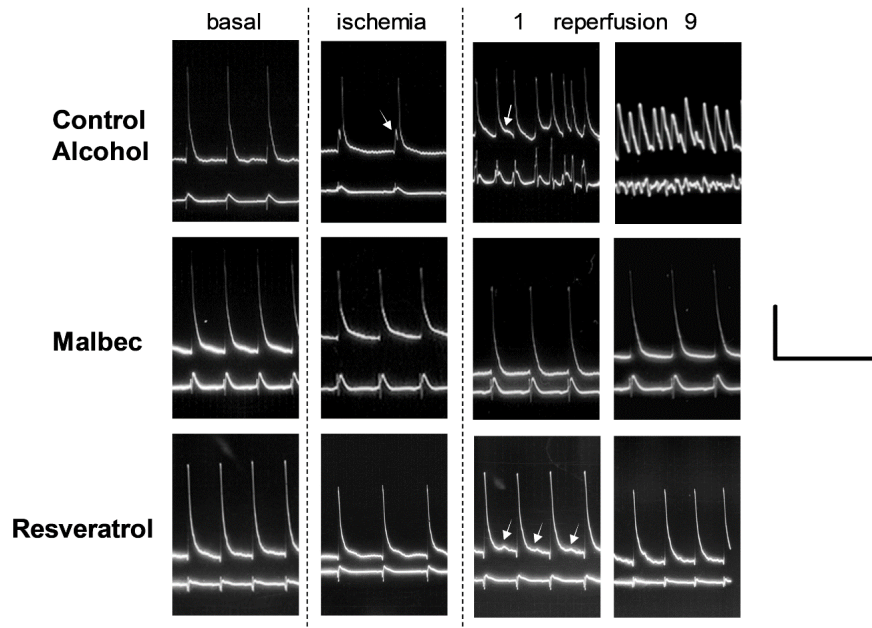 basal ischemia 1 reperfusion 9
Control
Alcohol
Malbec
Resveratrol